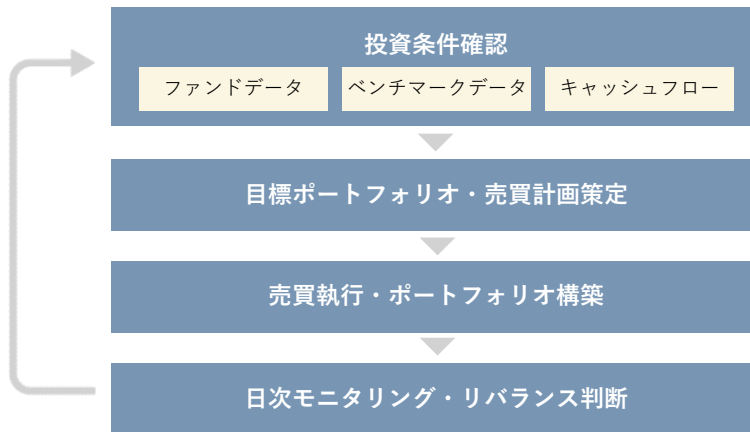 投資条件確認
ファンドデータ
ベンチマークデータ
キャッシュフロー
目標ポートフォリオ・売買計画策定
売買執行・ポートフォリオ構築
日次モニタリング・リバランス判断